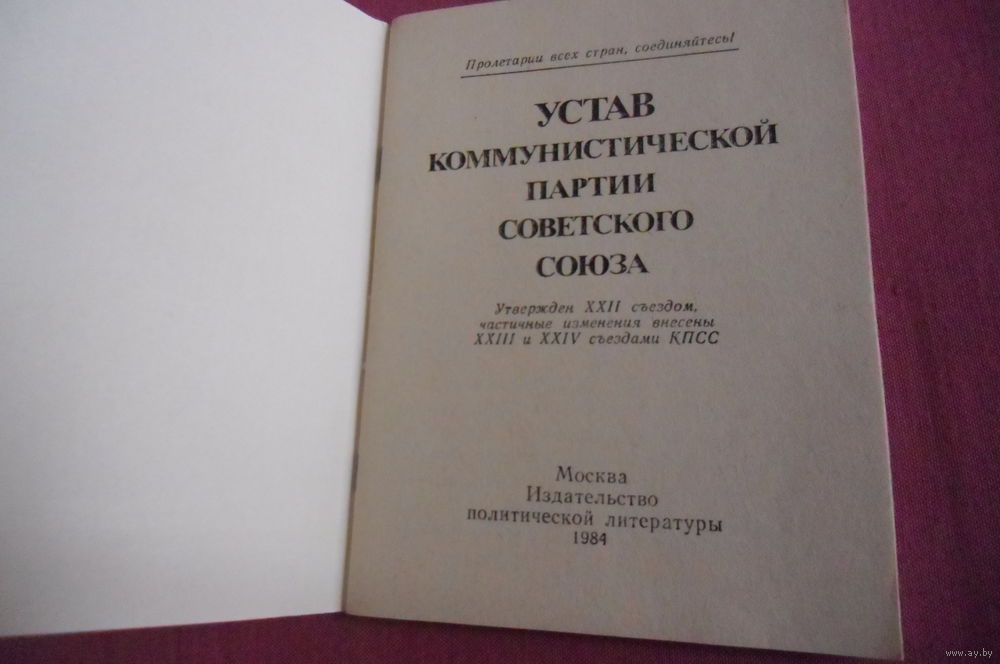 Пролетарии всех стран, соединяйтесь!
УСТАВ
КОММУНИСТИЧЕСКОЙ
ПАРТИИ
СОВЕТСКОГО
СОЮЗА
Утвержден XXII съездом,
частичные изменения внесены
XXIII и XXIV съездами КПСС
Москва
Издательство
политической литературы
1984
www.ay.by